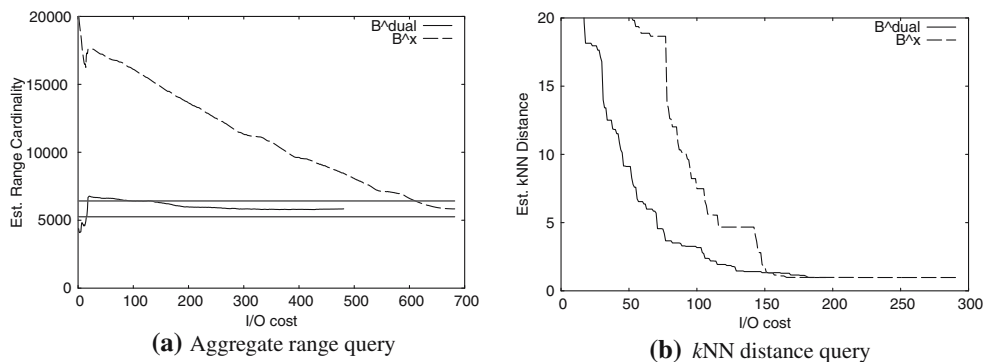 20000
15000
10000
5000
0
Est. Range Cardinality
B^dual
B^x
0 100 200 300 400 500 600 700
I/O cost
(a) Aggregate range query
20
15
10
5
0
Est. kNN Distance
B^dual
B^x
0 50 100 150 200 250 300
I/O cost
(b) kNN distance query